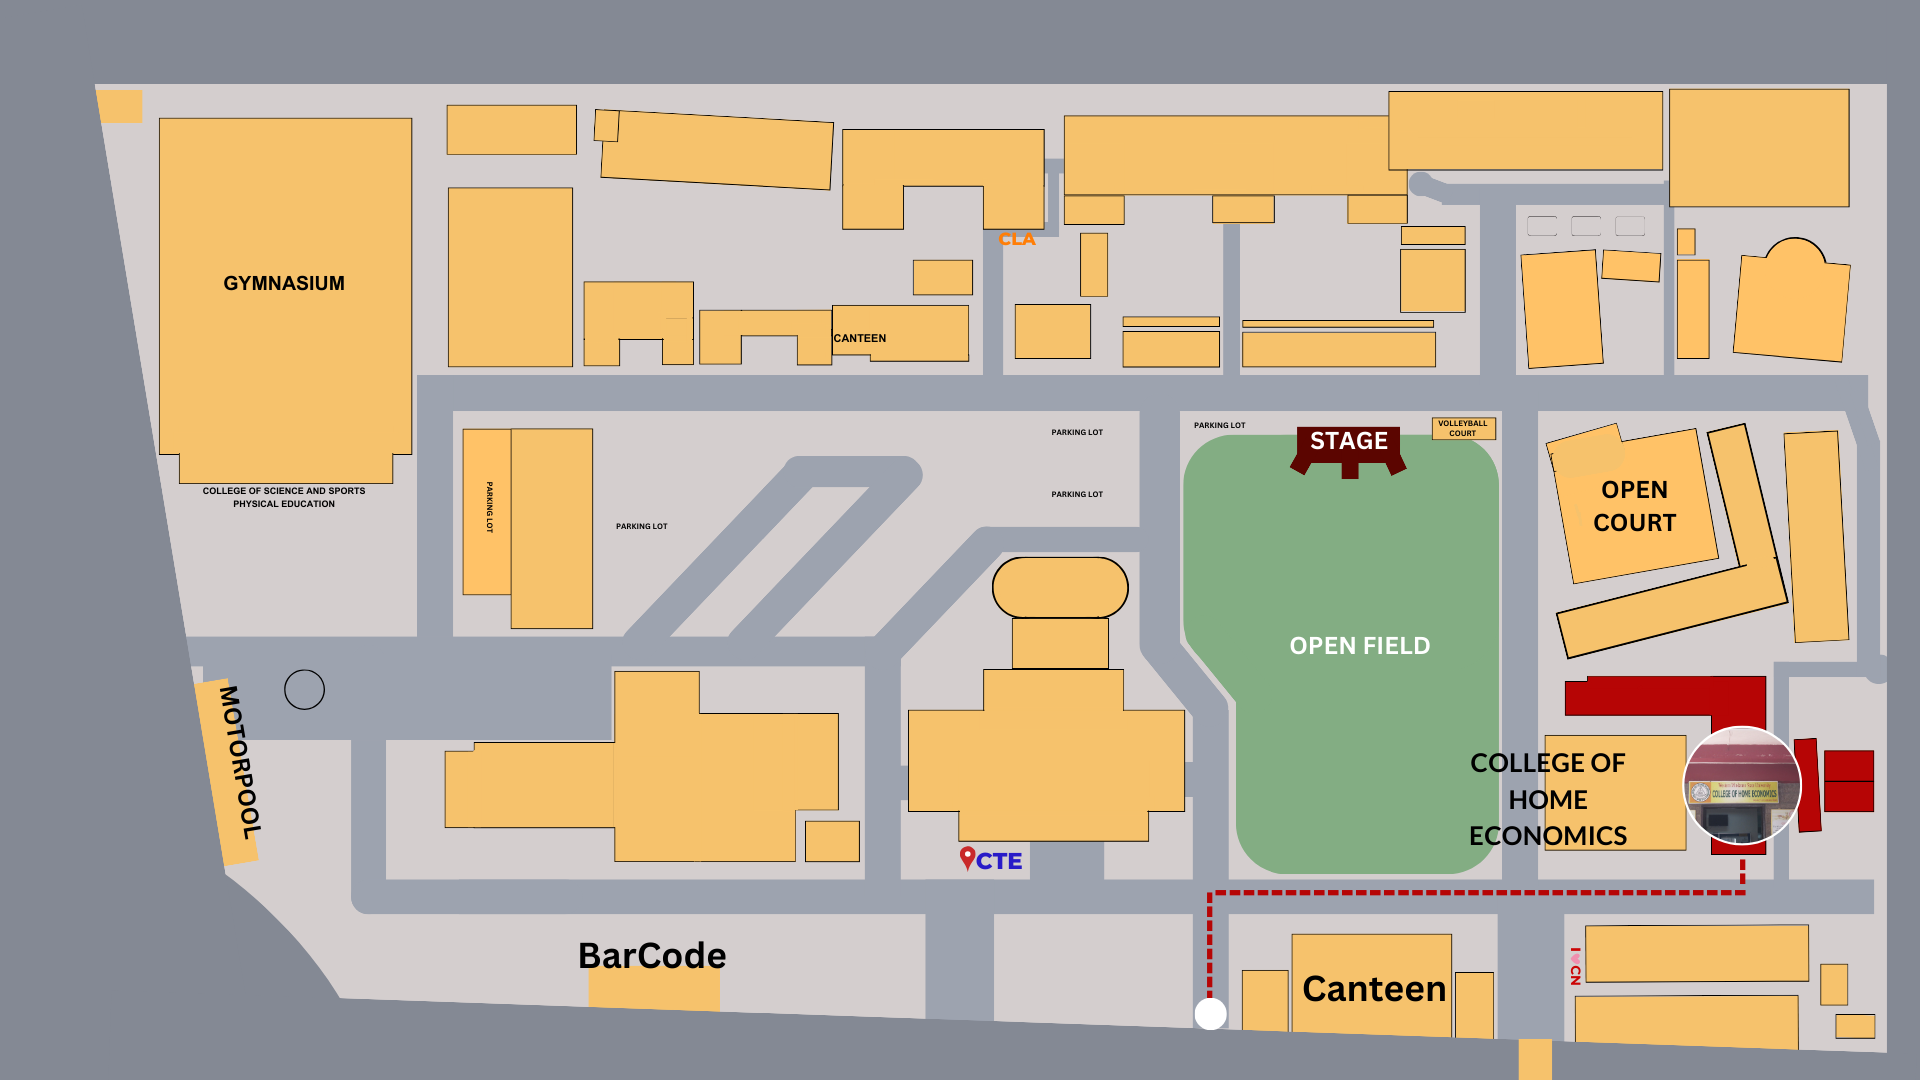 CLA
GYMNASIUM
CANTEEN
COLLEGE OF SCIENCE AND SPORTS
PHYSICAL EDUCATION
PARKING LOT
PARKING LOT
PARKING LOT
PARKING LOT
PARKING LOT
STAGE
VOLLEYBALL
COURT
OPEN
COURT
OPEN FIELD
MOTORPOOL
COLLEGE OF
HOME
ECONOMICS
COLLEGE OF HOME ECONOMICS
CTE
BarCode
Canteen
I ♥ CN